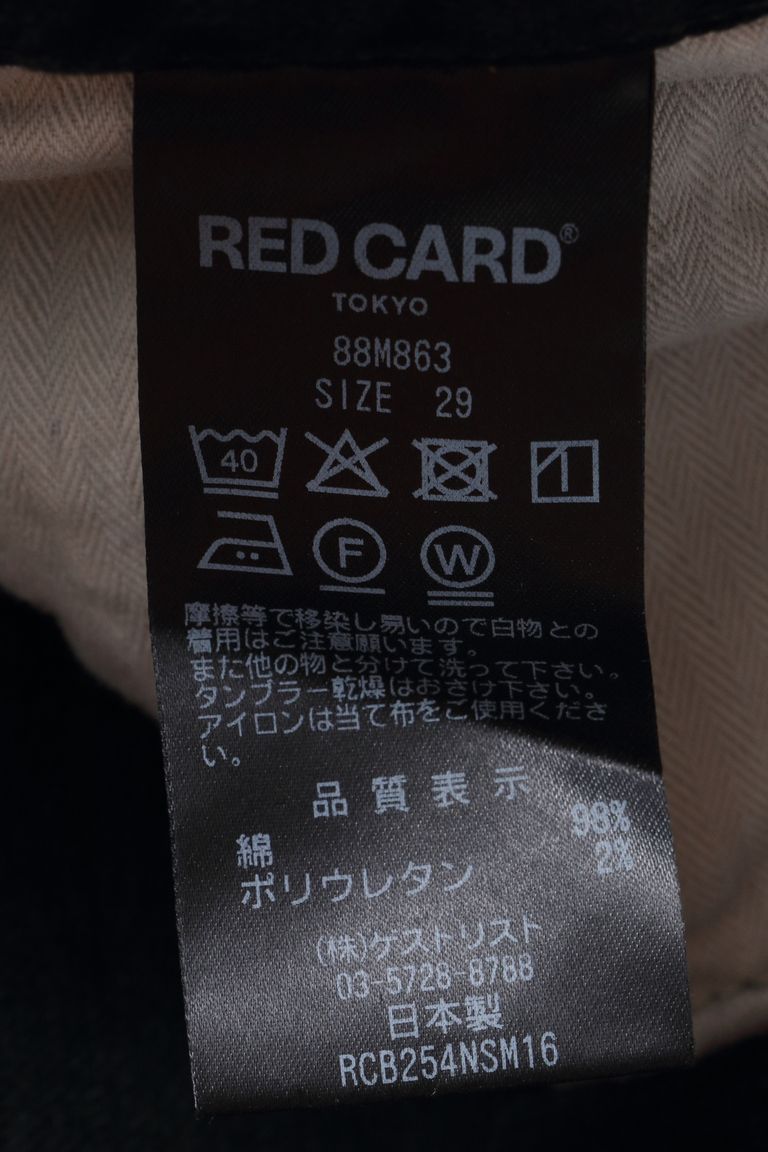 RED CARD®
TOKYO
88M863
SIZE 29
40
F W
摩擦等で移染し易いので白物との
着用はご注意願います。
また他の物と分けて洗って下さい。
タンブラー乾燥はおさけ下さい。
アイロンは当て布をご使用くださ
い。
品質表示
綿 98%
ポリウレタン 2%
(株)ゲストリスト
03-5728-8788
日本製
RCB254NSM16